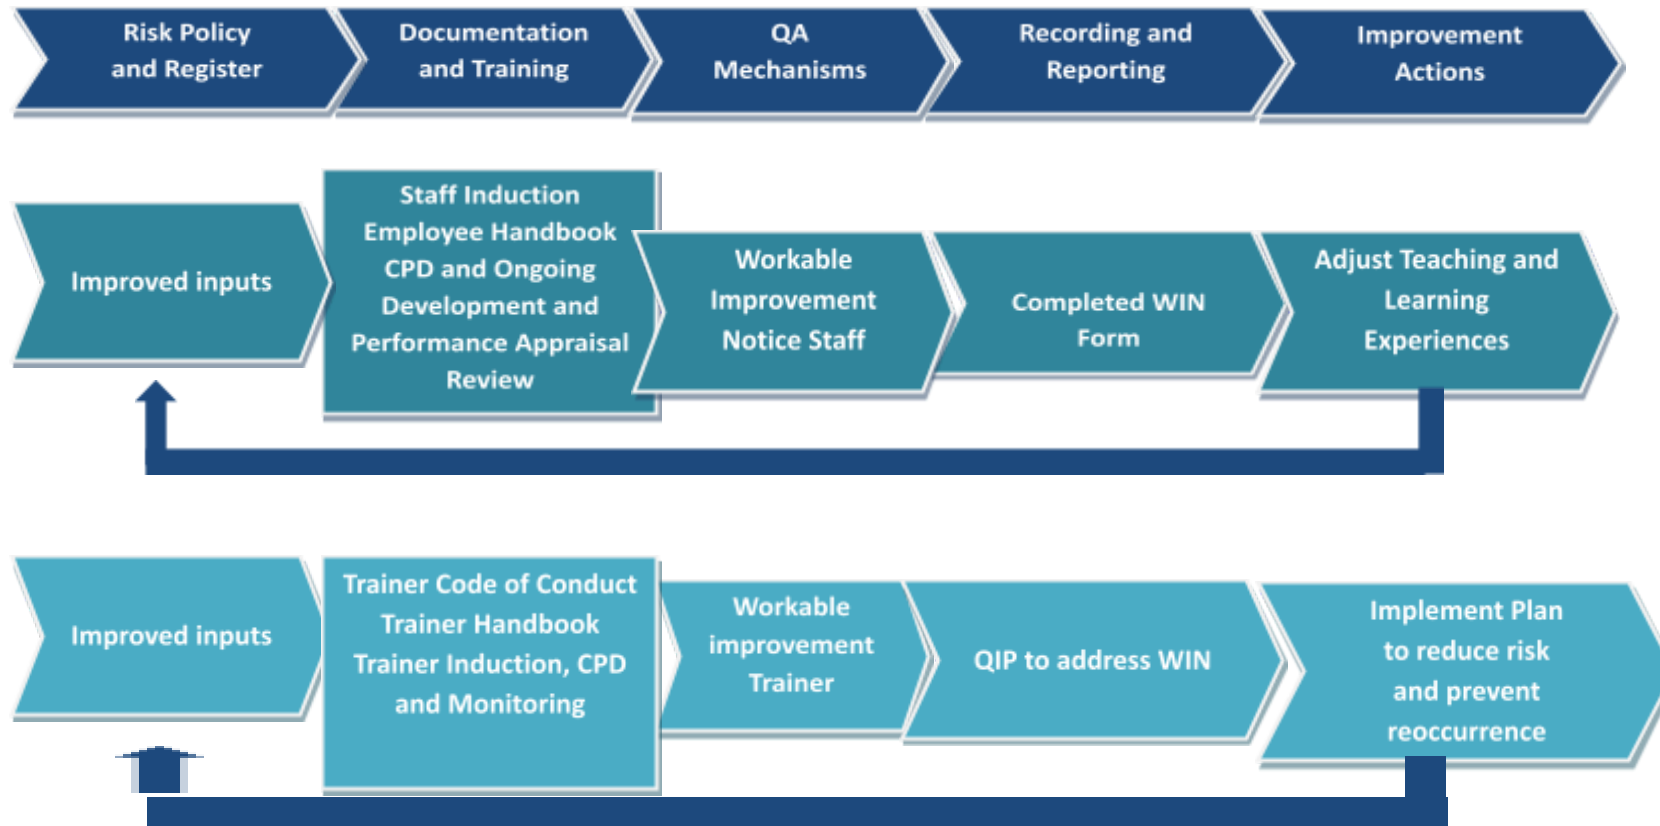 Risk Policy
and Register
Documentation
and Training
QA
Mechanisms
Recording and
Reporting
Improvement
Actions
Improved inputs
Staff Induction
Employee Handbook
CPD and Ongoing
Development and
Performance Appraisal
Review
Workable
Improvement
Notice Staff
Completed WIN
Form
Adjust Teaching and
Learning
Experiences
Improved inputs
Trainer Code of Conduct
Trainer Handbook
Trainer Induction, CPD
and Monitoring
Workable
improvement
Trainer
QIP to address WIN
Implement Plan
to reduce risk
and prevent
reoccurrence